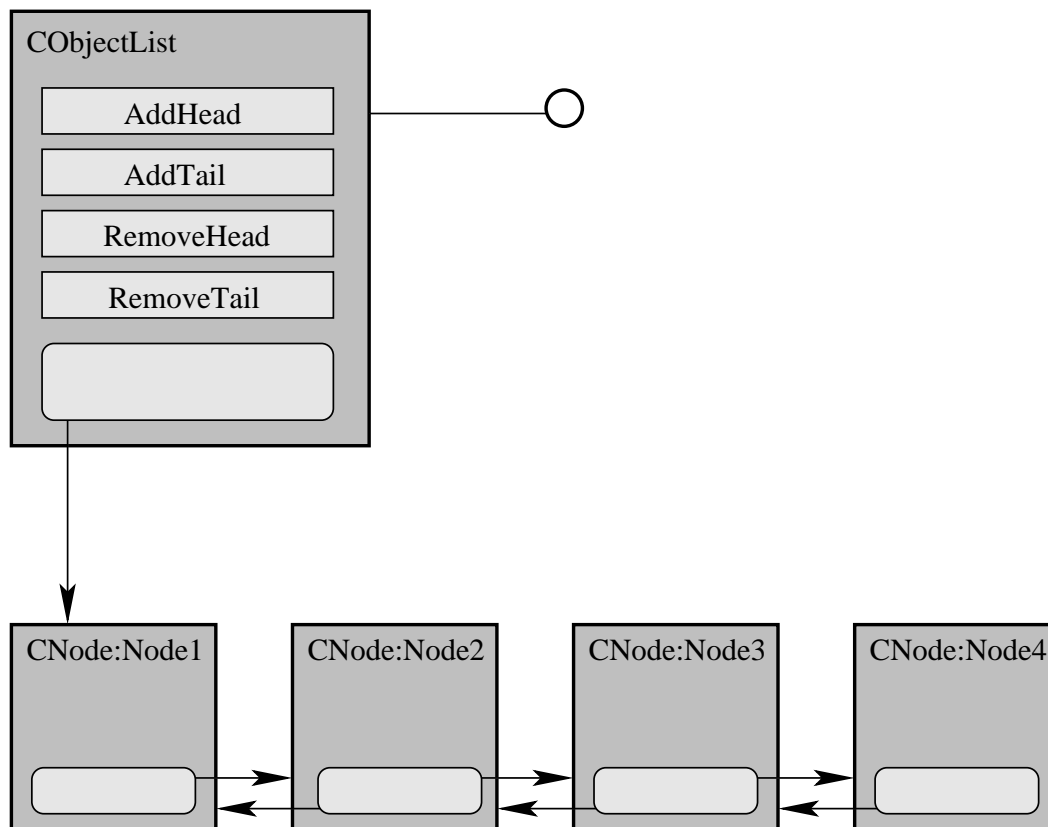 CObjectList
AddHead
AddTail
RemoveHead
RemoveTail
CNode:Node1
CNode:Node2
CNode:Node3
CNode:Node4